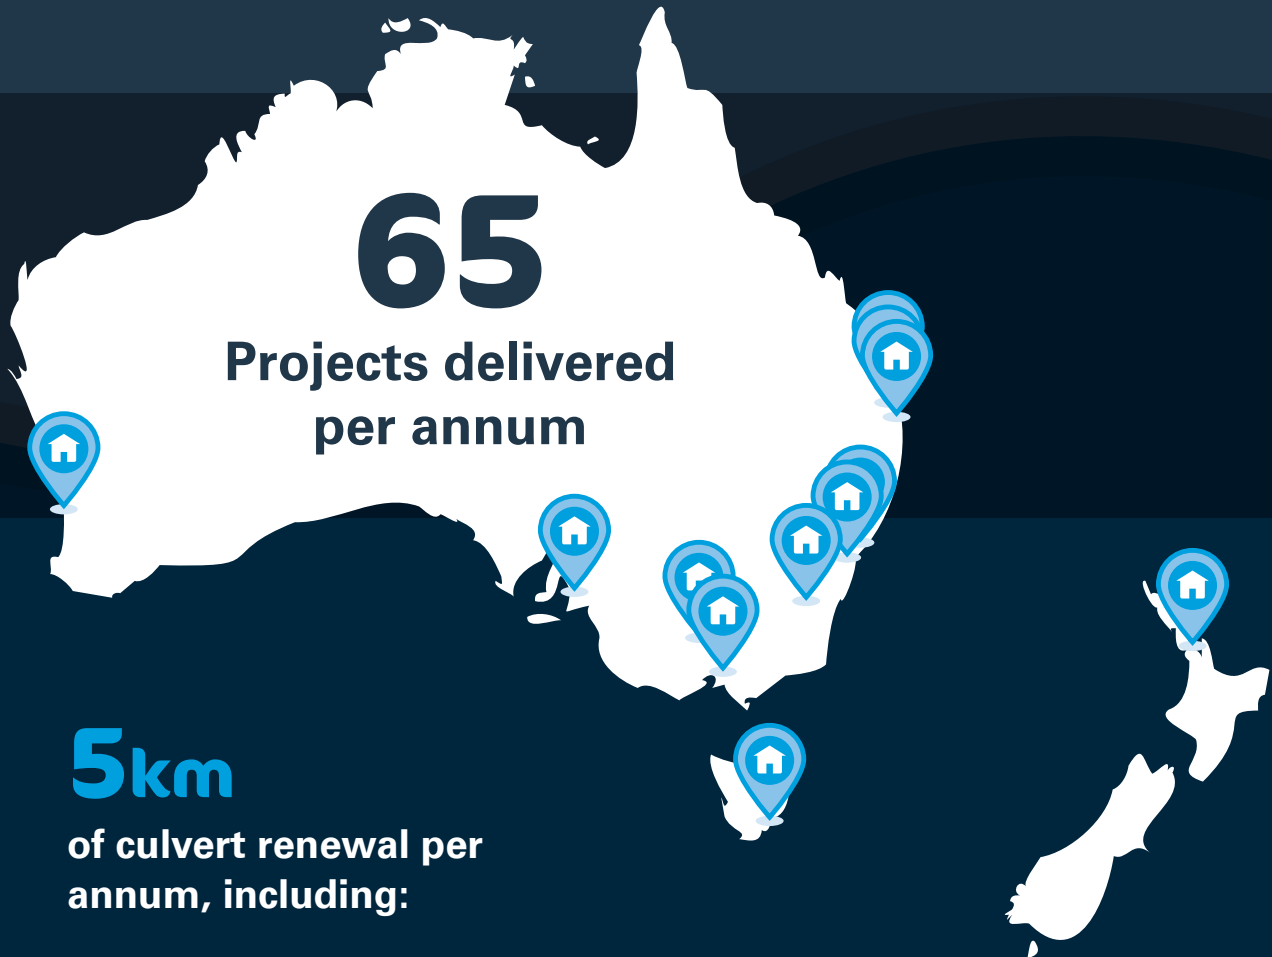 65
Projects delivered
per annum
5km
of culvert renewal per
annum, including: